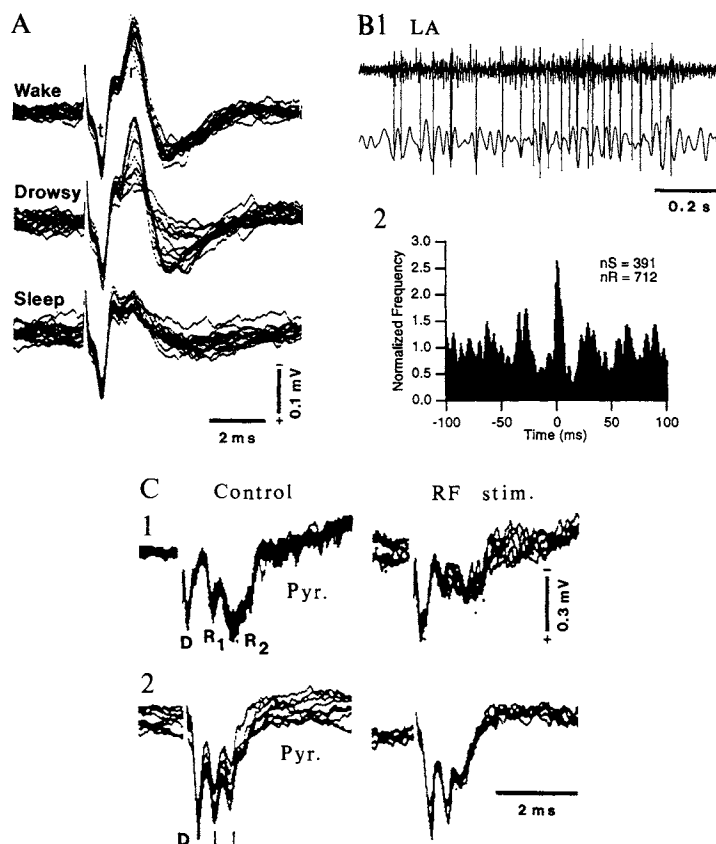 A
B1 LA
Wake
Drowsy
Sleep
t
r
0.1 mV
+
2 ms
0.2 s
2
3.0
2.5
2.0
1.5
1.0
0.5
0.0
Normalized Frequency
nS = 391
nR = 712
-100 -50 0 50 100
Time (ms)
C Control RF stim.
1
Pyr.
D R1 R2
0.3 mV
+
2
Pyr.
D
2 ms